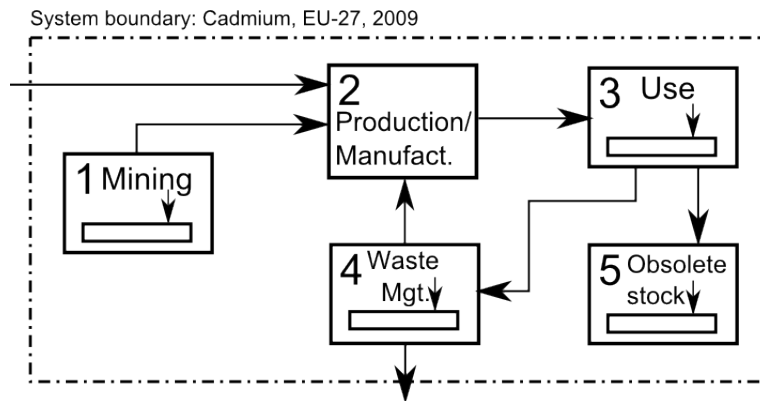 System boundary: Cadmium, EU-27, 2009
2
Production/
Manufact.
3 Use
1 Mining
4 Waste
Mgt.
5 Obsolete
stock